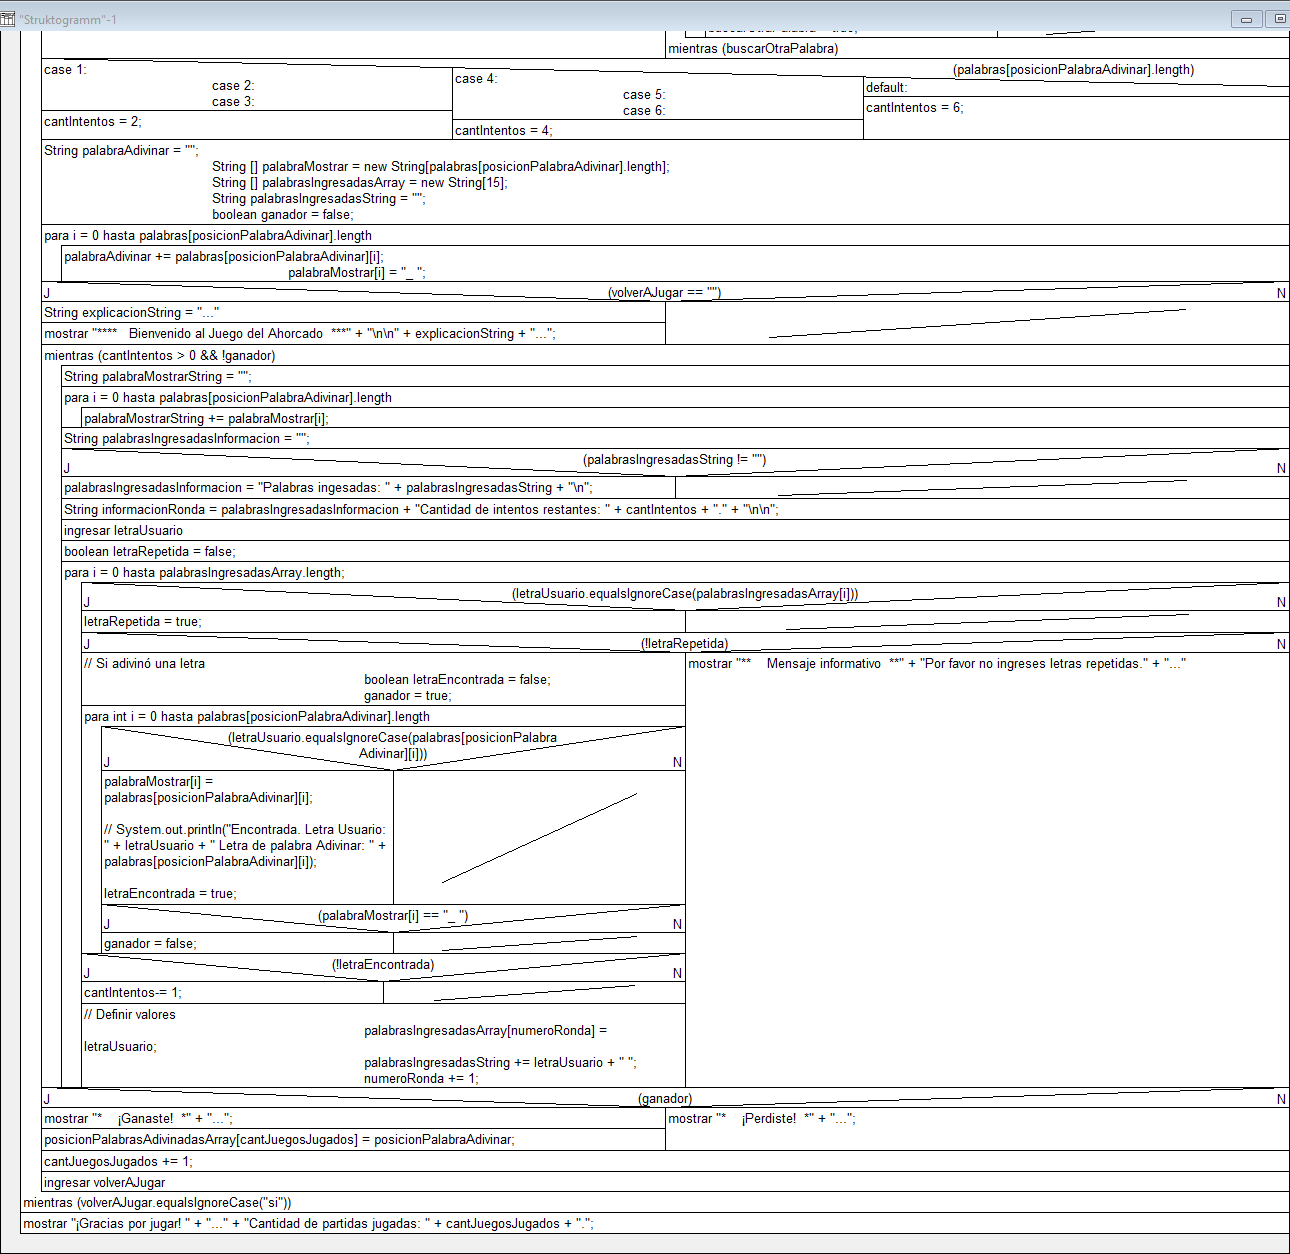 "Struktogramm"-1
mientras (buscarOtraPalabra)
(palabras[posicionPalabraAdivinar].length)
case 1:
case 2:
case 3:
cantIntentos = 2;
case 4:
case 5:
case 6:
cantIntentos = 4;
default:
cantIntentos = 6;
String palabraAdivinar = "";
String [] palabraMostrar = new String[palabras[posicionPalabraAdivinar].length];
String [] palabrasIngresadasArray = new String[15];
String palabrasIngresadasString = "";
boolean ganador = false;
para i = 0 hasta palabras[posicionPalabraAdivinar].length
palabraAdivinar += palabras[posicionPalabraAdivinar][i];
palabraMostrar[i] = "_ ";
J (volverAJugar == "") N
String explicacionString = "..."
mostrar "**** Bienvenido al Juego del Ahorcado ***" + "\n\n" + explicacionString + "...";
mientras (cantIntentos > 0 && !ganador)
String palabraMostrarString = "";
para i = 0 hasta palabras[posicionPalabraAdivinar].length
palabraMostrarString += palabraMostrar[i];
String palabrasIngresadasInformacion = "";
J (palabrasIngresadasString != "") N
palabrasIngresadasInformacion = "Palabras ingesadas: " + palabrasIngresadasString + "\n";
String informacionRonda = palabrasIngresadasInformacion + "Cantidad de intentos restantes: " + cantIntentos + "." + "\n\n";
ingresar letraUsuario
boolean letraRepetida = false;
para i = 0 hasta palabrasIngresadasArray.length;
J (letraUsuario.equalsIgnoreCase(palabrasIngresadasArray[i])) N
letraRepetida = true;
J (!letraRepetida) N
// Si adivinó una letra
boolean letraEncontrada = false;
ganador = true;
mostrar "** Mensaje informativo **" + "Por favor no ingreses letras repetidas." + "..."
para int i = 0 hasta palabras[posicionPalabraAdivinar].length
(letraUsuario.equalsIgnoreCase(palabras[posicionPalabra
Adivinar][i]))
J N
palabraMostrar[i] =
palabras[posicionPalabraAdivinar][i];
// System.out.println("Encontrada. Letra Usuario:
" + letraUsuario + " Letra de palabra Adivinar: " +
palabras[posicionPalabraAdivinar][i]);
letraEncontrada = true;
J (palabraMostrar[i] == "_ ") N
ganador = false;
J (!letraEncontrada) N
cantIntentos-= 1;
// Definir valores
palabrasIngresadasArray[numeroRonda] =
letraUsuario;
palabrasIngresadasString += letraUsuario + " ";
numeroRonda += 1;
J (ganador) N
mostrar "* ¡Ganaste! *" + "...";
posicionPalabrasAdivinadasArray[cantJuegosJugados] = posicionPalabraAdivinar;
mostrar "* ¡Perdiste! *" + "...";
cantJuegosJugados += 1;
ingresar volverAJugar
mientras (volverAJugar.equalsIgnoreCase("si"))
mostrar "¡Gracias por jugar! " + "..." + "Cantidad de partidas jugadas: " + cantJuegosJugados + ".";